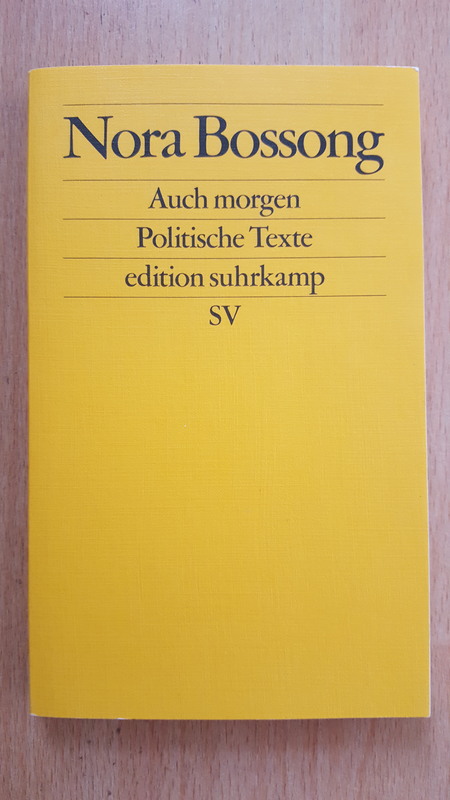 Nora Bossong
Auch morgen
Politische Texte
edition suhrkamp
SV